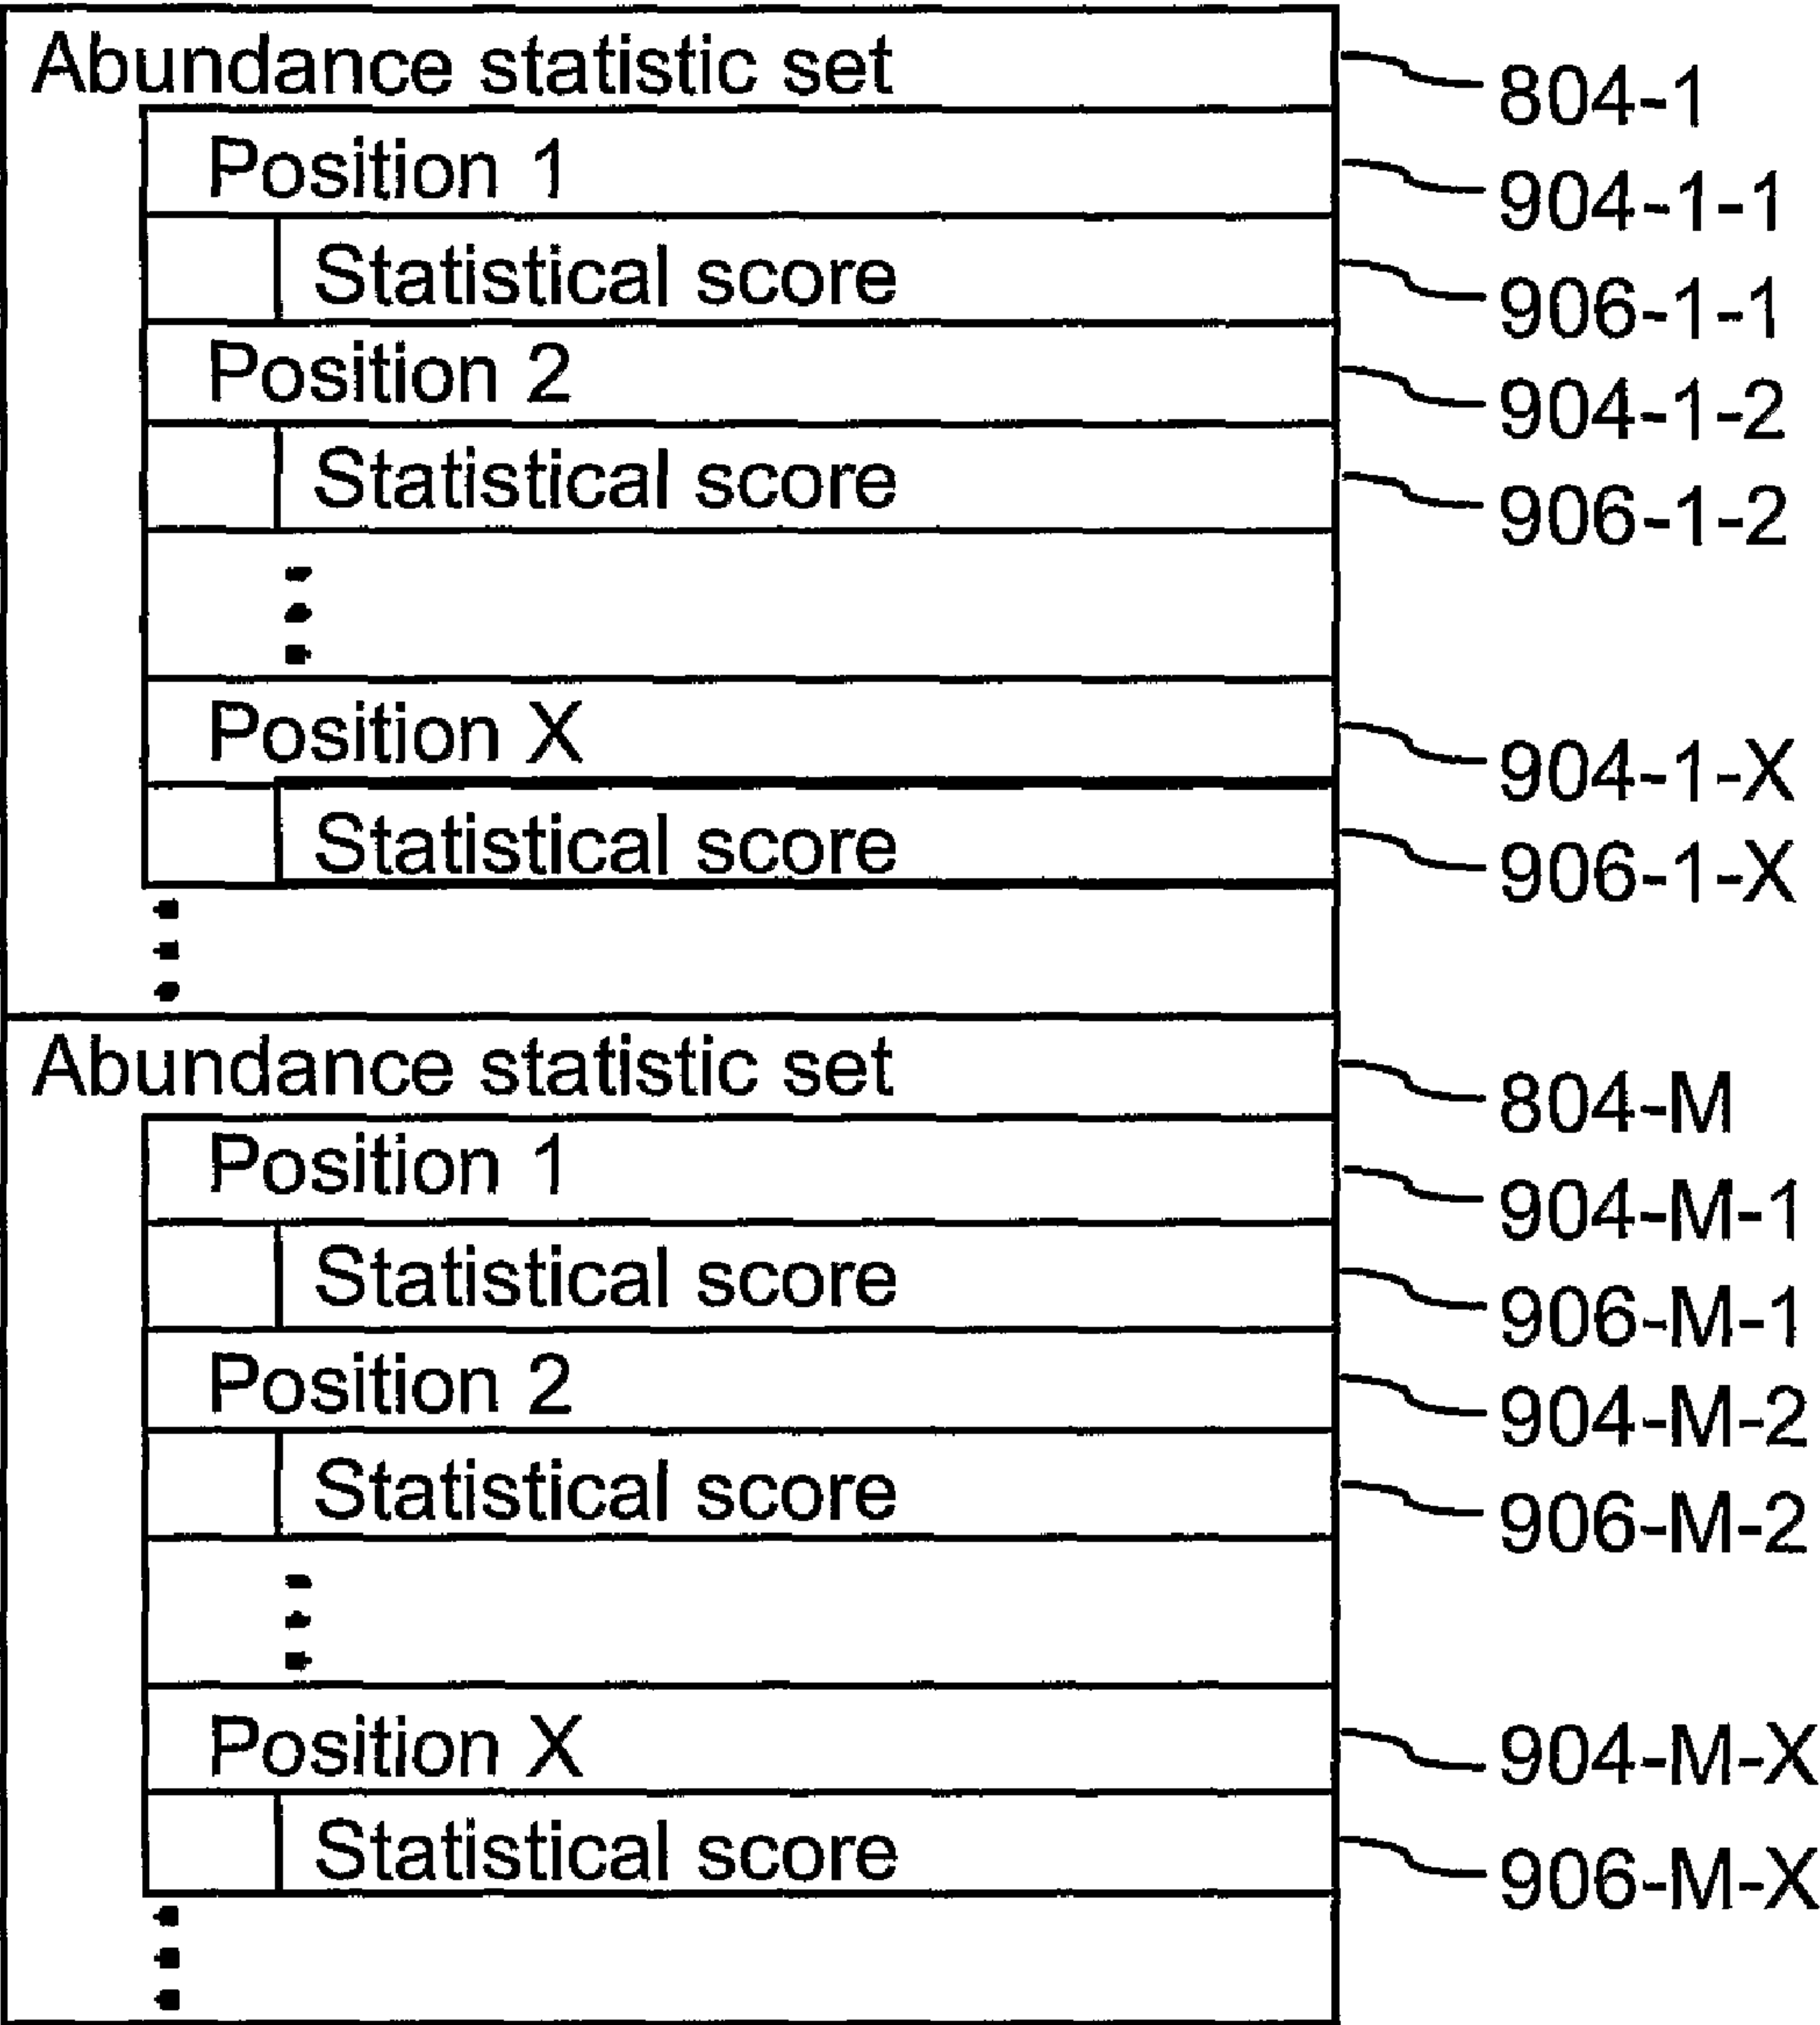 Abundance statistic set 804-1
Position 1 904-1-1
Statistical score 906-1-1
Position 2 904-1-2
Statistical score 906-1-2
Position X 904-1-X
Statistical score 906-1-X
Abundance statistic set 804-M
Position 1 904-M-1
Statistical score 906-M-1
Position 2 904-M-2
Statistical score 906-M-2
Position X 904-M-X
Statistical score 906-M-X